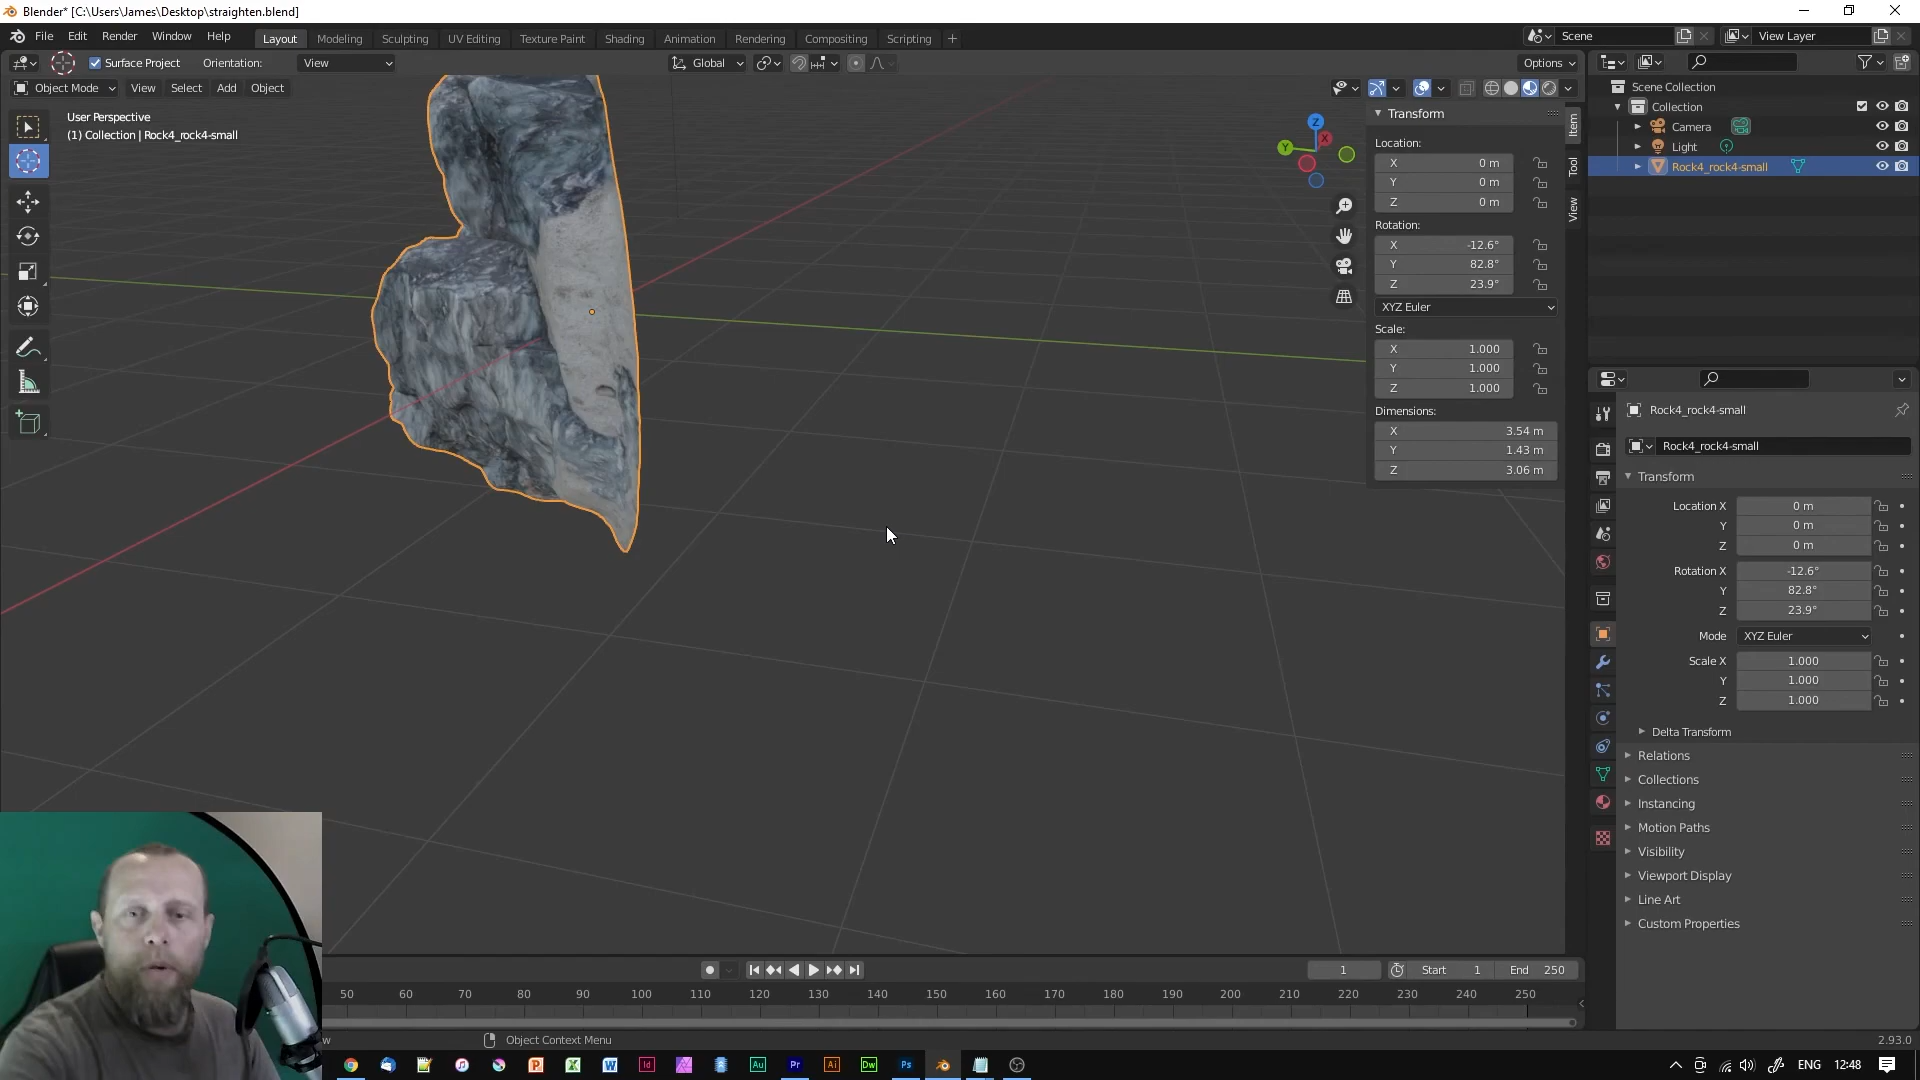 Blender* [C:\Users\James\Desktop\straighten.blend]
File Edit Render Window Help Layout Modeling Sculpting UV Editing Texture Paint Shading Animation Rendering Compositing Scripting + Scene View Layer
Surface Project Orientation: View Global Options
Object Mode View Select Add Object
User Perspective
(1) Collection | Rock4_rock4-small
Z
X
Y
Transform
Location:
X 0 m
Y 0 m
Z 0 m
Rotation:
X -12.6°
Y 82.8°
Z 23.9°
XYZ Euler
Scale:
X 1.000
Y 1.000
Z 1.000
Dimensions:
X 3.54 m
Y 1.43 m
Z 3.06 m
Item
Tool
View
Scene Collection
Collection
Camera
Light
Rock4_rock4-small
Rock4_rock4-small
Rock4_rock4-small
Transform
Location X 0 m
Y 0 m
Z 0 m
Rotation X -12.6°
Y 82.8°
Z 23.9°
Mode XYZ Euler
Scale X 1.000
Y 1.000
Z 1.000
Delta Transform
Relations
Collections
Instancing
Motion Paths
Visibility
Viewport Display
Line Art
Custom Properties
1 Start 1 End 250
50 60 70 80 90 100 110 120 130 140 150 160 170 180 190 200 210 220 230 240 250
w Object Context Menu 2.93.0
Id Au Pr Ai Dw Ps ENG 12:48